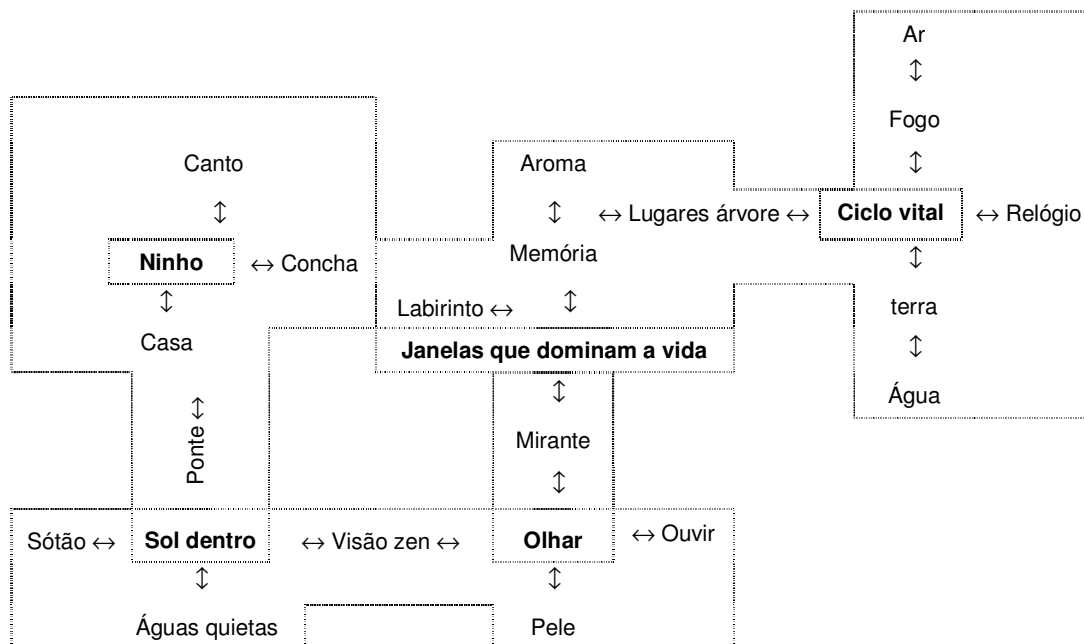 Ar
↕
Fogo
Canto
Aroma
↕
↕
↕
↔ Lugares árvore ↔
Ciclo vital
↔ Relógio
Ninho
↔ Concha
Memória
↕
↕
↕
Labirinto ↔
terra
Casa
Janelas que dominam a vida
↕
↕
Água
Ponte ↔
Mirante
↕
Sótão ↔
Sol dentro
↔ Visão zen ↔
Olhar
↔ Ouvir
↕
↕
Águas quietas
Pele